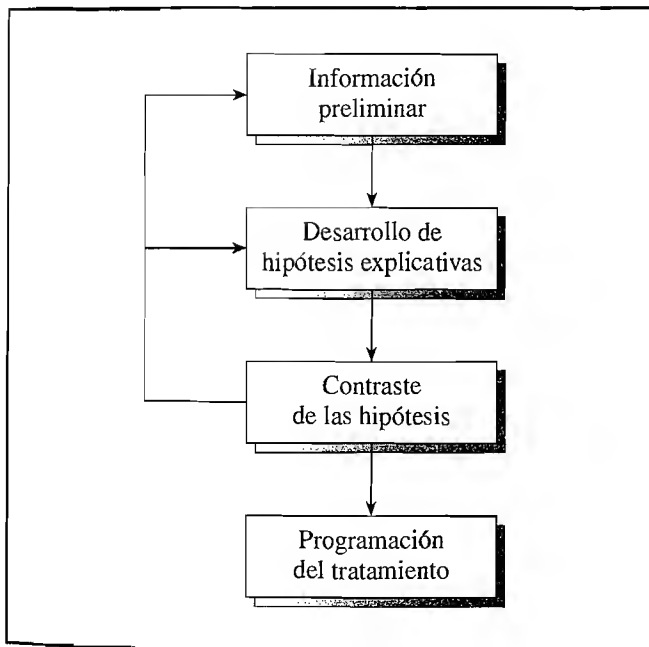 Información
preliminar
Desarrollo de
hipótesis explicativas
Contraste
de las hipótesis
Programación
del tratamiento